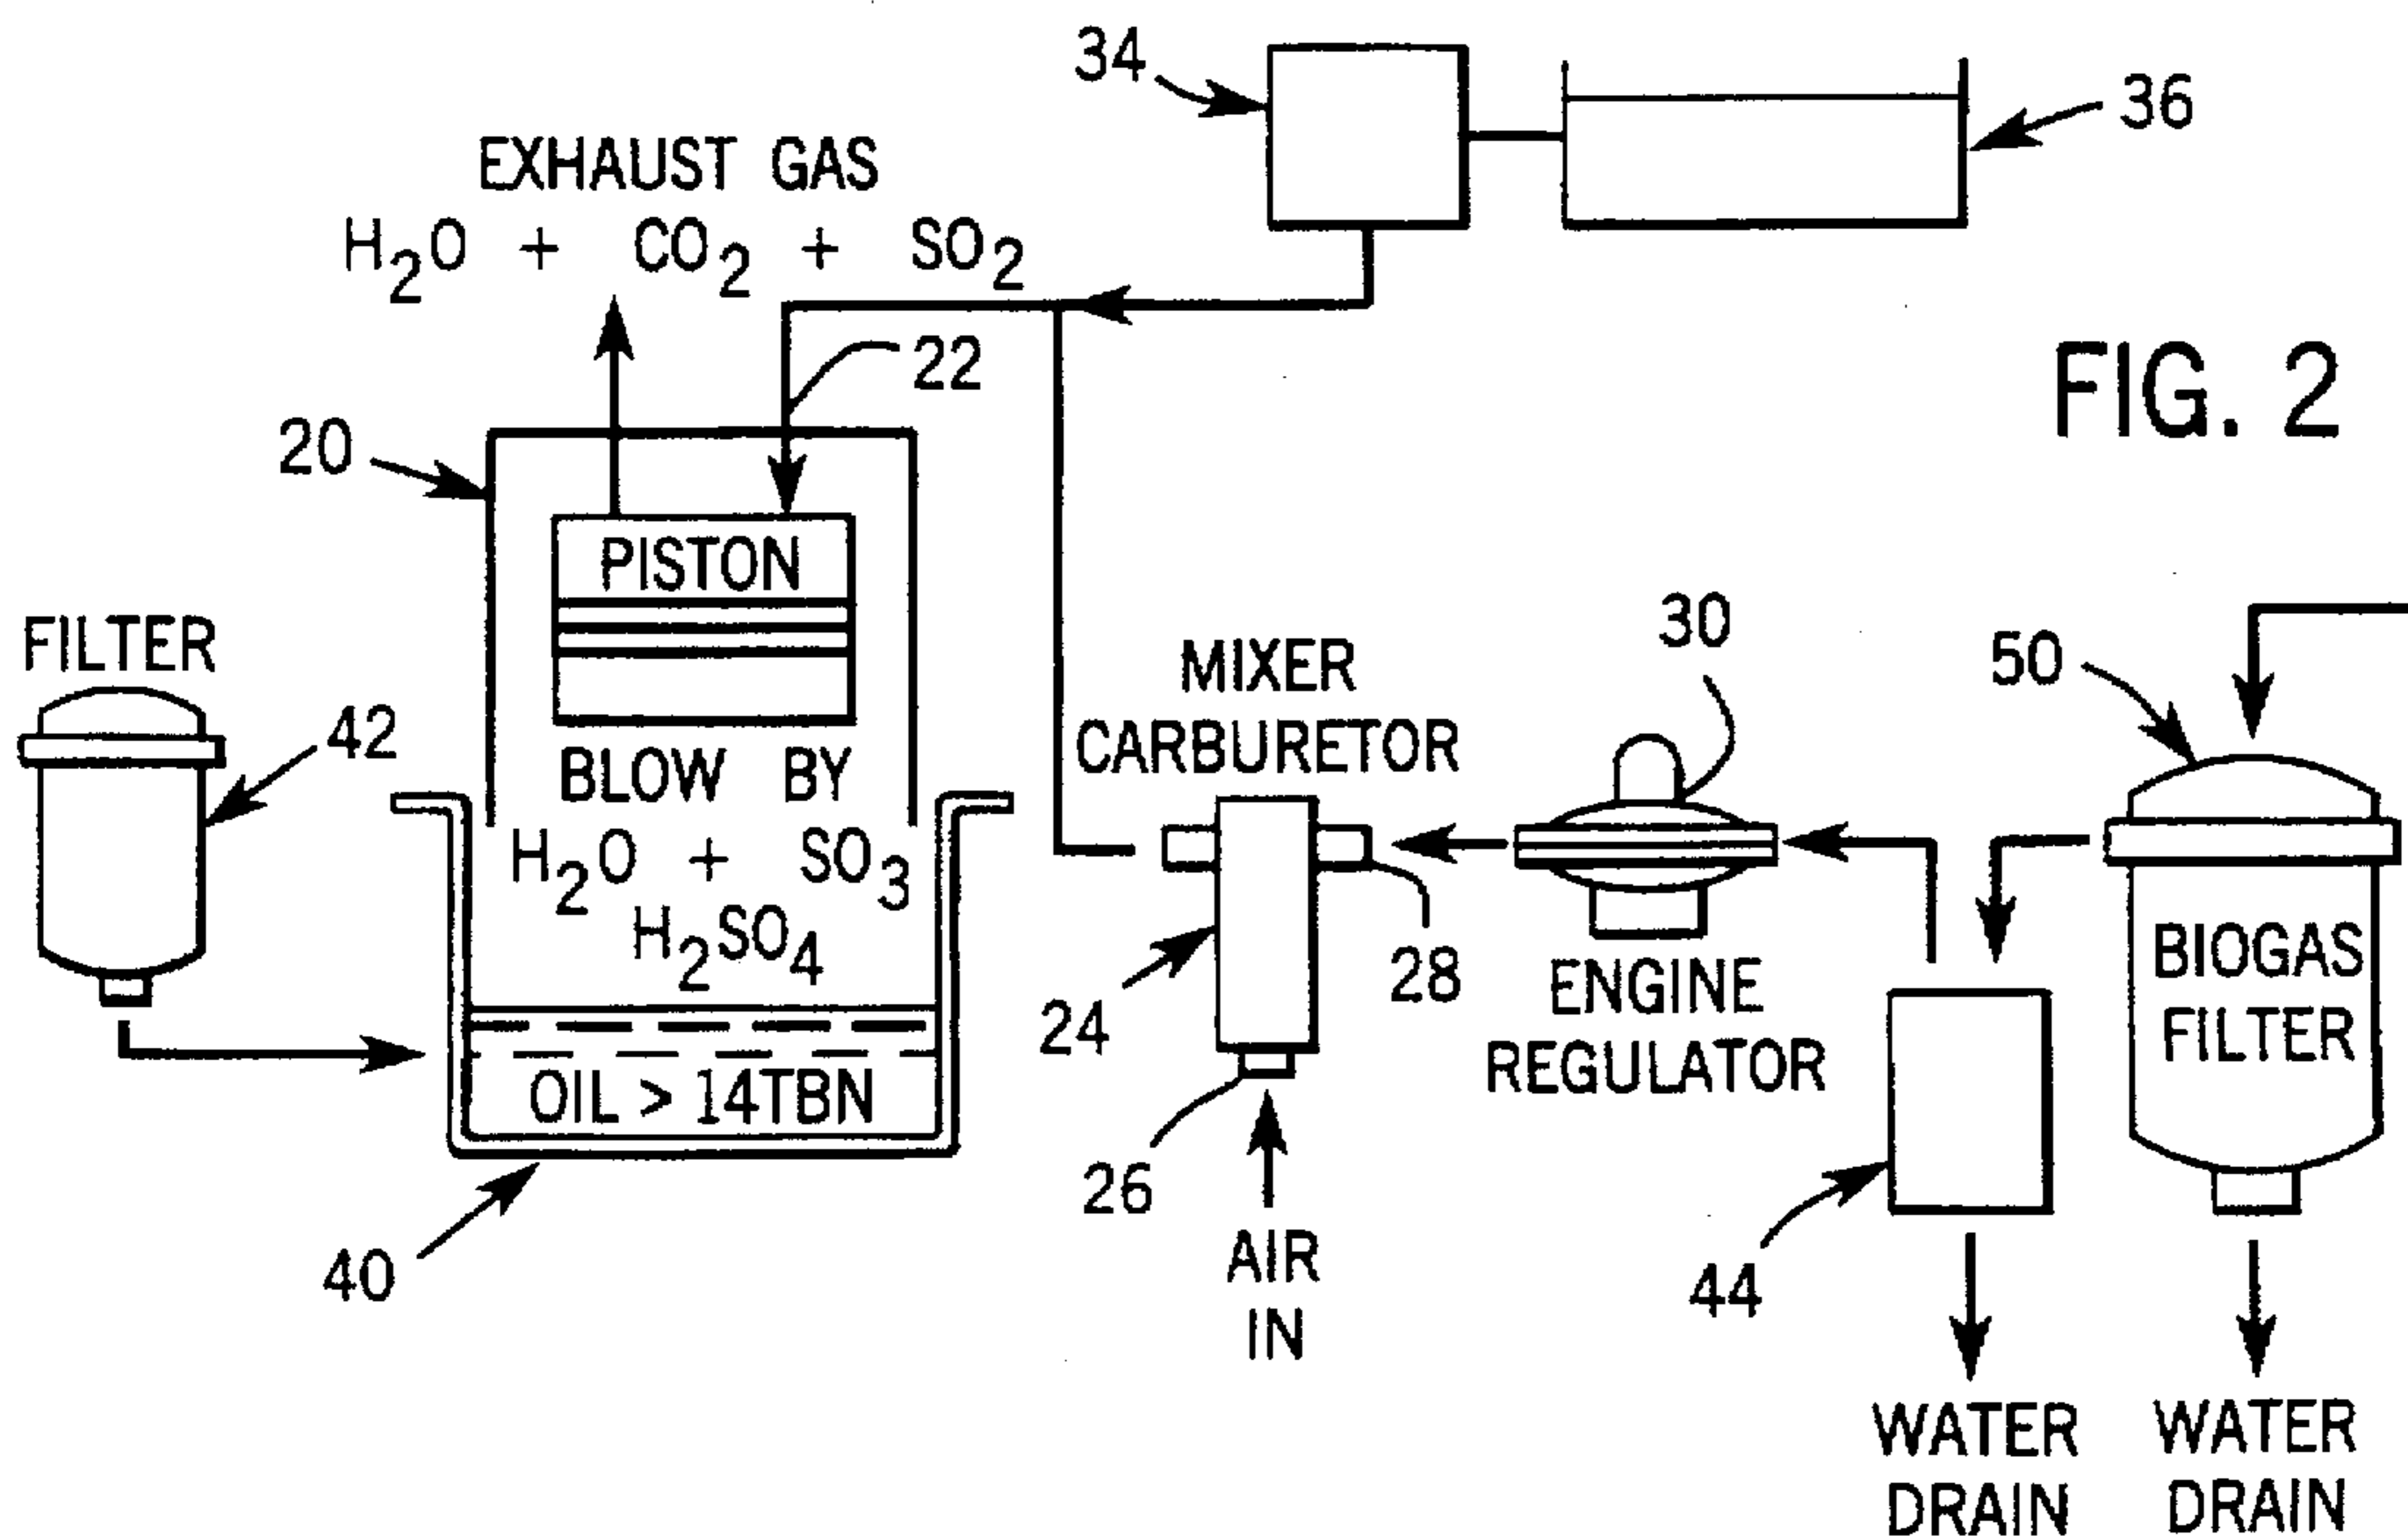 34
36
EXHAUST GAS
H₂O + CO₂ + SO₂
22
FIG. 2
20
PISTON
FILTER
42
BLOW BY
H₂O + SO₃
H₂SO₄
OIL > 14TBN
40
MIXER
CARBURETOR
24
28
26
AIR
IN
30
ENGINE
REGULATOR
50
BIOGAS
FILTER
44
WATER
DRAIN
WATER
DRAIN